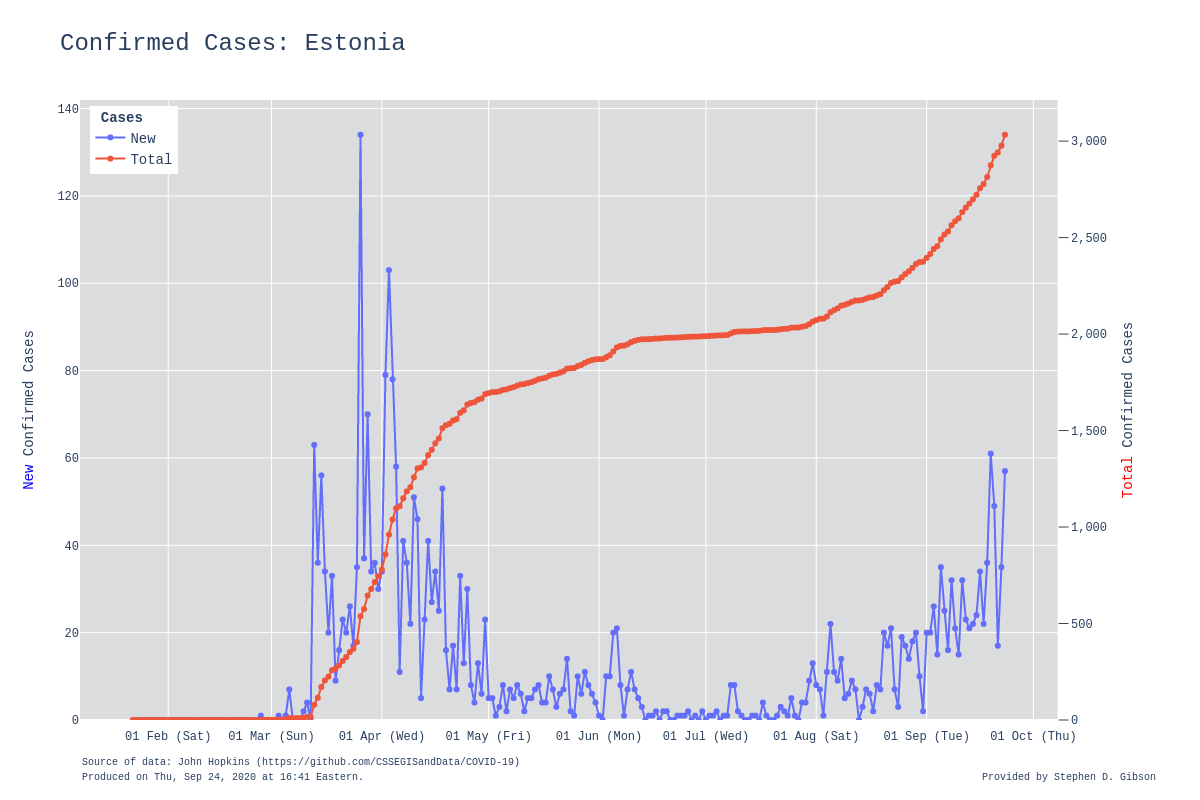 Confirmed Cases: Estonia
Cases
New
Total
140
120
100
80
60
40
20
0
3,000
2,500
2,000
1,500
1,000
500
0
New Confirmed Cases
Total Confirmed Cases
01 Feb (Sat) 01 Mar (Sun) 01 Apr (Wed) 01 May (Fri) 01 Jun (Mon) 01 Jul (Wed) 01 Aug (Sat) 01 Sep (Tue) 01 Oct (Thu)
Source of data: John Hopkins (https://github.com/CSSEGISandData/COVID-19)
Produced on Thu, Sep 24, 2020 at 16:41 Eastern.
Provided by Stephen D. Gibson